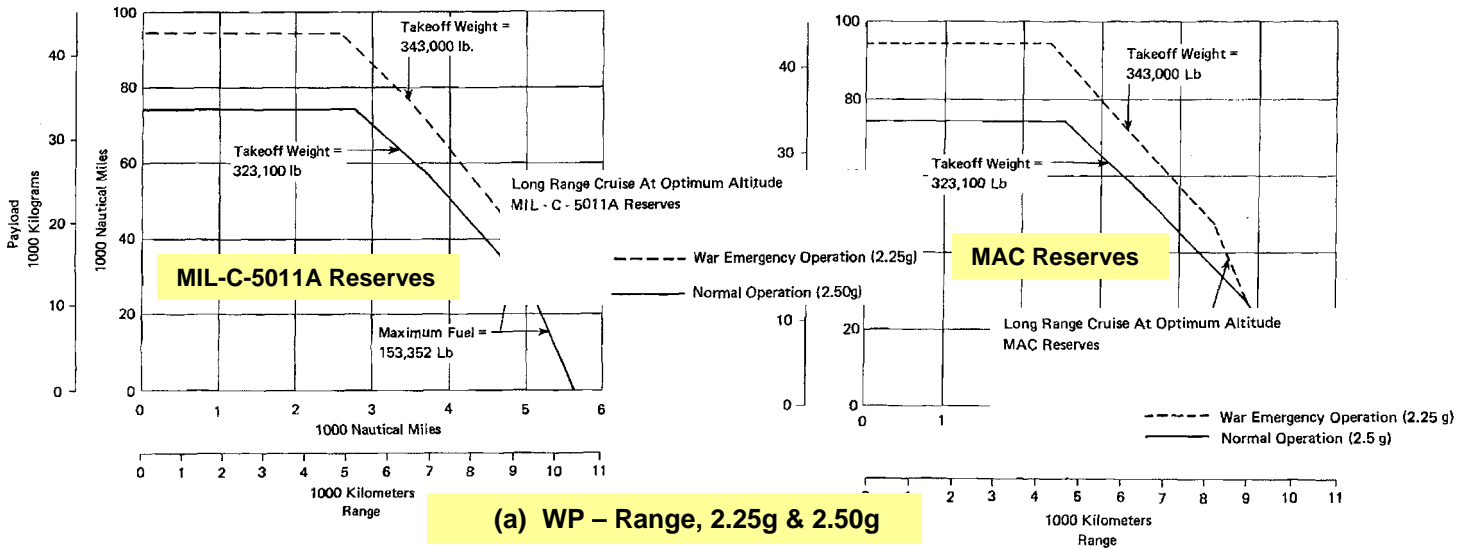 100
80
60
40
20
0
40
30
20
10
0
Payload
1000 Kilograms
1000 Nautical Miles
Takeoff Weight =
343,000 lb.
Takeoff Weight =
323,100 lb
Long Range Cruise At Optimum Altitude
MIL - C - 5011A Reserves
MIL-C-5011A Reserves
War Emergency Operation (2.25g)
Normal Operation (2.50g)
Maximum Fuel =
153,352 Lb
0 1 2 3 4 5 6
1000 Nautical Miles
0 1 2 3 4 5 6 7 8 9 10 11
1000 Kilometers
Range
100
80
20
0
40
30
10
0
Takeoff Weight =
343,000 Lb
Takeoff Weight =
323,100 Lb
MAC Reserves
Long Range Cruise At Optimum Altitude
MAC Reserves
0 1
War Emergency Operation (2.25 g)
Normal Operation (2.5 g)
2 3 4 5 6 7 8 9 10 11
1000 Kilometers
Range
(a) WP – Range, 2.25g & 2.50g